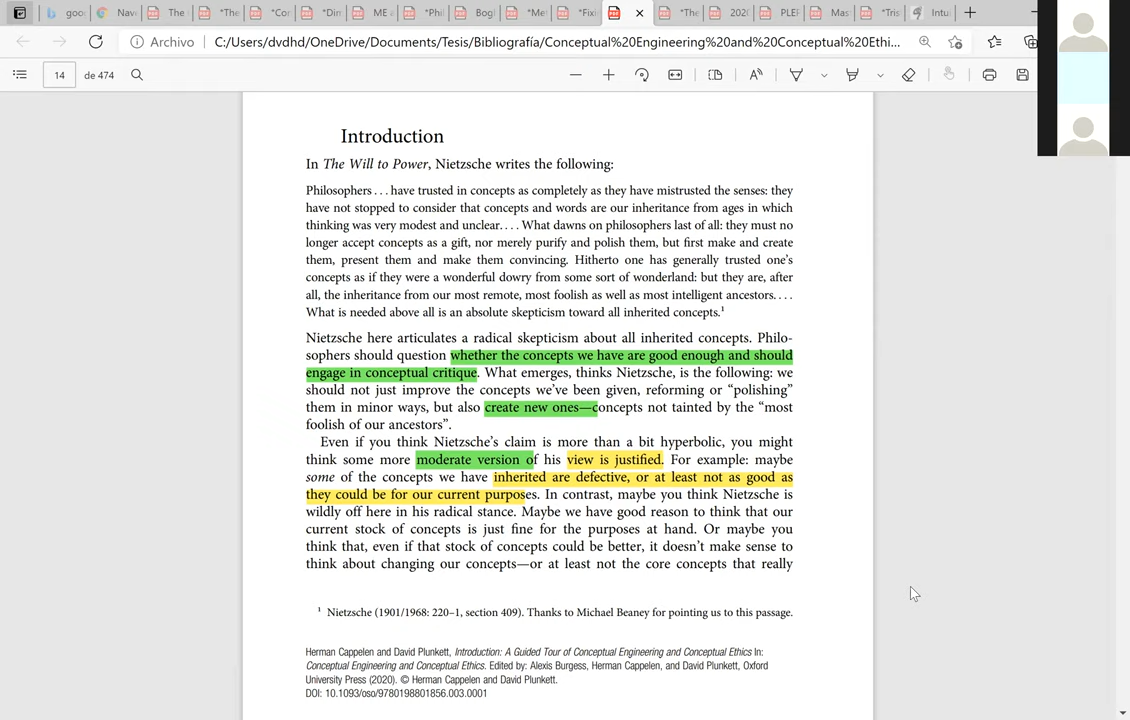 goo
Nav
The
*The
*Cor
*Din
ME a
*Phil
Bogl
*Me
*Fixi
*The
202
PLEF
Mas
*Tris
Intu
Archivo
C:/Users/dvdhd/OneDrive/Documents/Tesis/Bibliografía/Conceptual%20Engineering%20and%20Conceptual%20Ethi...
14
de 474
Introduction
In The Will to Power, Nietzsche writes the following:
Philosophers . . . have trusted in concepts as completely as they have mistrusted the senses: they
have not stopped to consider that concepts and words are our inheritance from ages in which
thinking was very modest and unclear. . . . What dawns on philosophers last of all: they must no
longer accept concepts as a gift, nor merely purify and polish them, but first make and create
them, present them and make them convincing. Hitherto one has generally trusted one's
concepts as if they were a wonderful dowry from some sort of wonderland: but they are, after
all, the inheritance from our most remote, most foolish as well as most intelligent ancestors. . . .
What is needed above all is an absolute skepticism toward all inherited concepts.¹
Nietzsche here articulates a radical skepticism about all inherited concepts. Philo-
sophers should question whether the concepts we have are good enough and should
engage in conceptual critique. What emerges, thinks Nietzsche, is the following: we
should not just improve the concepts we've been given, reforming or “polishing”
them in minor ways, but also create new ones—concepts not tainted by the “most
foolish of our ancestors”.
Even if you think Nietzsche's claim is more than a bit hyperbolic, you might
think some more moderate version of his view is justified. For example: maybe
some of the concepts we have inherited are defective, or at least not as good as
they could be for our current purposes. In contrast, maybe you think Nietzsche is
wildly off here in his radical stance. Maybe we have good reason to think that our
current stock of concepts is just fine for the purposes at hand. Or maybe you
think that, even if that stock of concepts could be better, it doesn't make sense to
think about changing our concepts—or at least not the core concepts that really
¹ Nietzsche (1901/1968: 220–1, section 409). Thanks to Michael Beaney for pointing us to this passage.
Herman Cappelen and David Plunkett, Introduction: A Guided Tour of Conceptual Engineering and Conceptual Ethics In:
Conceptual Engineering and Conceptual Ethics. Edited by: Alexis Burgess, Herman Cappelen, and David Plunkett, Oxford
University Press (2020). © Herman Cappelen and David Plunkett.
DOI: 10.1093/oso/9780198801856.003.0001